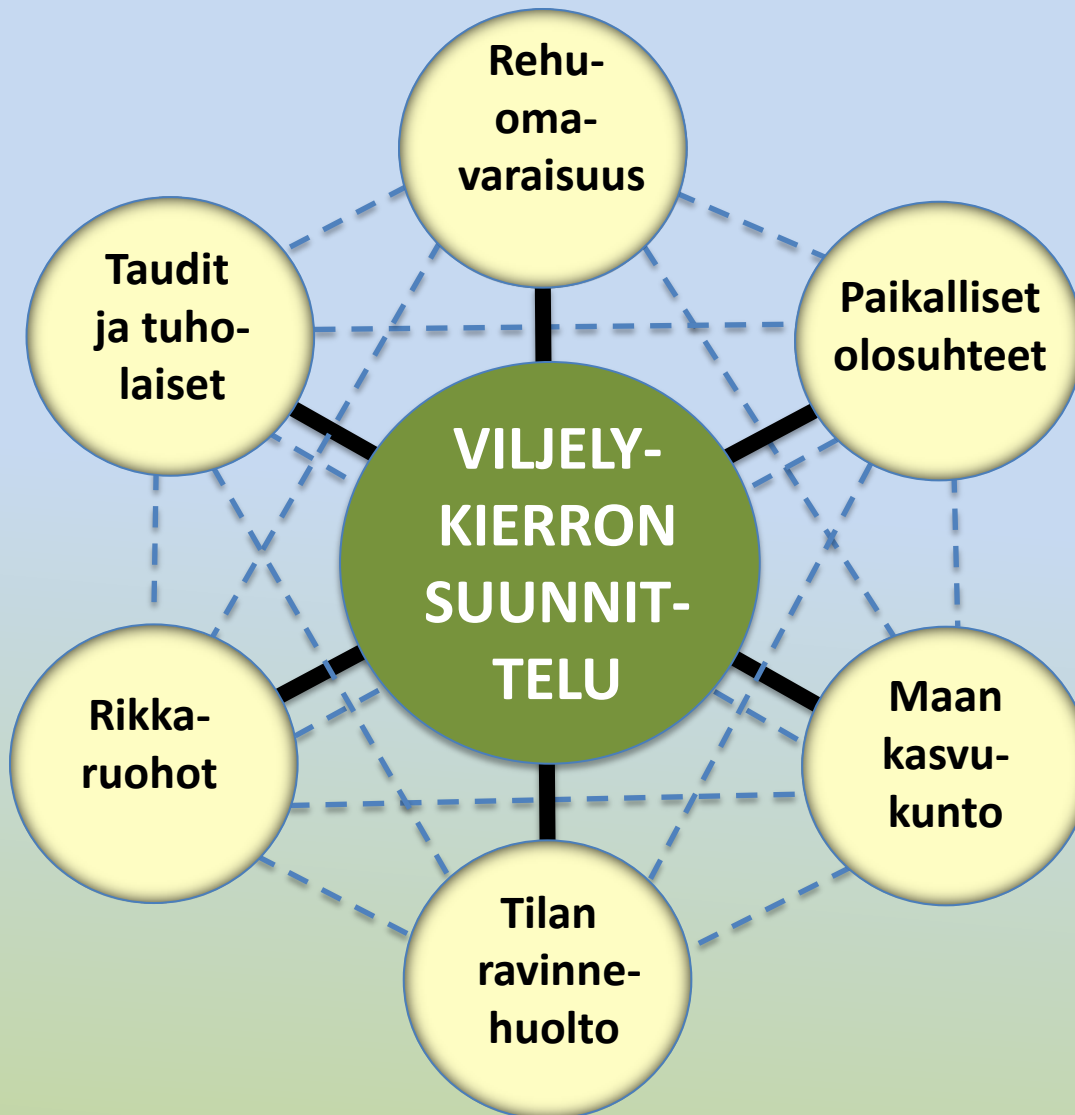 Rehu-
oma-
varaisuus
Taudit
ja tuho-
laiset
Paikalliset
olosuhteet
VILJELY-
KIERRON
SUUNNIT-
TELU
Rikka-
ruohot
Maan
kasvu-
kunto
Tilan
ravinne-
huolto